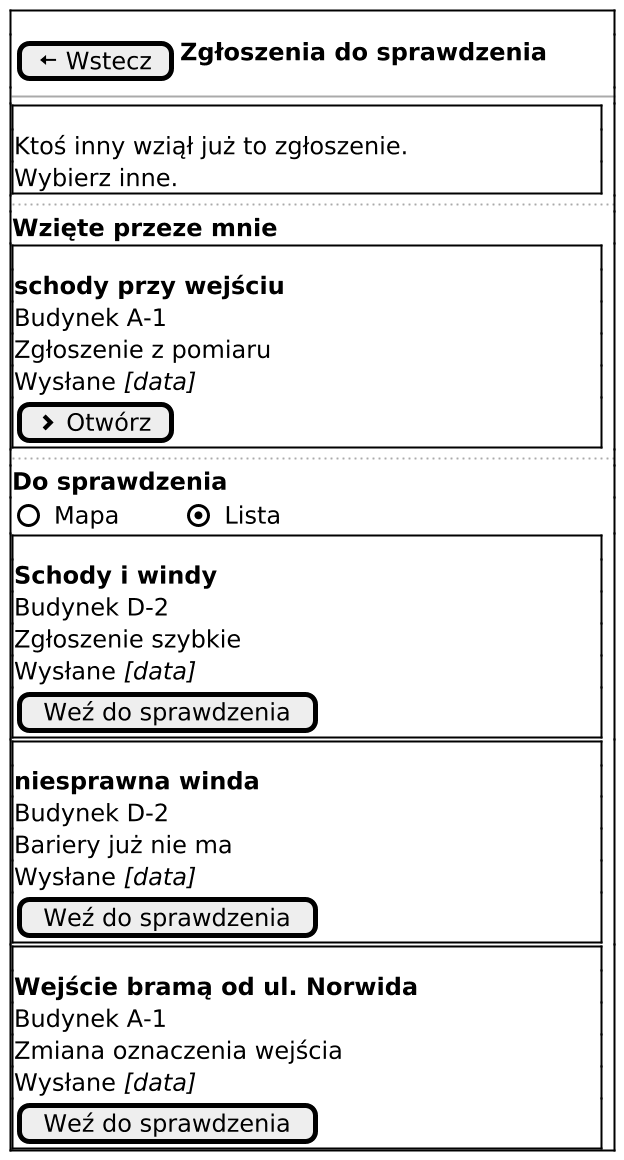 ← Wstecz Zgłoszenia do sprawdzenia
Ktoś inny wziął już to zgłoszenie.
Wybierz inne.
Wzięte przeze mnie
schody przy wejściu
Budynek A-1
Zgłoszenie z pomiaru
Wysłane [data]
Otwórz
Do sprawdzenia
Mapa Lista
Schody i windy
Budynek D-2
Zgłoszenie szybkie
Wysłane [data]
Weź do sprawdzenia
niesprawna winda
Budynek D-2
Bariery już nie ma
Wysłane [data]
Weź do sprawdzenia
Wejście bramą od ul. Norwida
Budynek A-1
Zmiana oznaczenia wejścia
Wysłane [data]
Weź do sprawdzenia